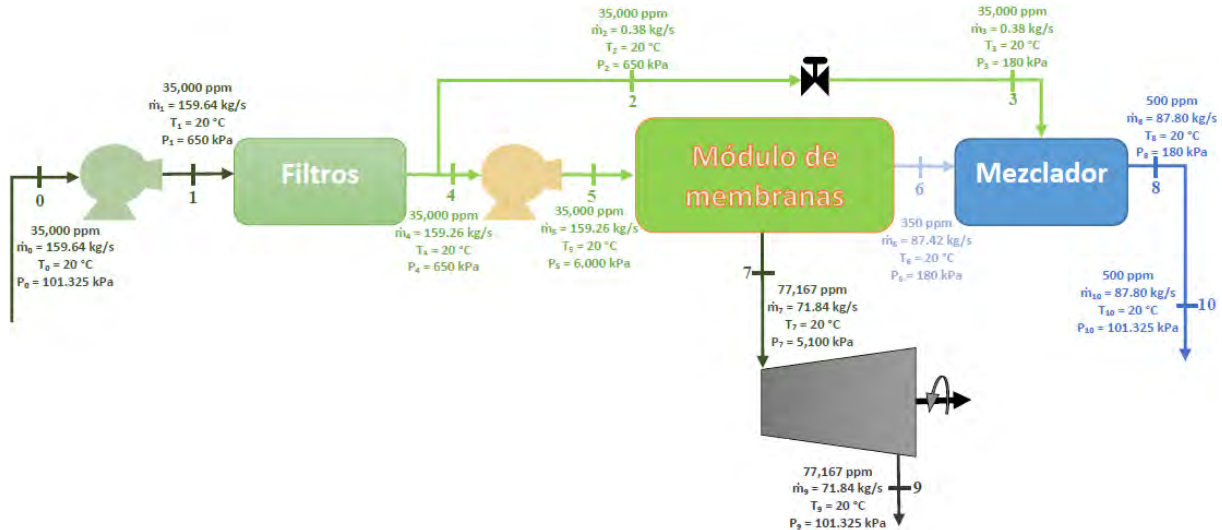 35,000 ppm
ṁ₂ = 0.38 kg/s
T₂ = 20 °C
P₂ = 650 kPa
2
35,000 ppm
ṁ₃ = 0.38 kg/s
T₃ = 20 °C
P₃ = 180 kPa
3
35,000 ppm
ṁ₁ = 159.64 kg/s
T₁ = 20 °C
P₁ = 650 kPa
1
0
35,000 ppm
ṁ₀ = 159.64 kg/s
T₀ = 20 °C
P₀ = 101.325 kPa
Filtros
4
35,000 ppm
ṁ₄ = 159.26 kg/s
T₄ = 20 °C
P₄ = 650 kPa
5
35,000 ppm
ṁ₅ = 159.26 kg/s
T₅ = 20 °C
P₅ = 6,000 kPa
Módulo de
membranas
6
350 ppm
ṁ₆ = 87.42 kg/s
T₆ = 20 °C
P₆ = 180 kPa
Mezclador
500 ppm
ṁ₈ = 87.80 kg/s
T₈ = 20 °C
P₈ = 180 kPa
8
7
77,167 ppm
ṁ₇ = 71.84 kg/s
T₇ = 20 °C
P₇ = 5,100 kPa
500 ppm
ṁ₁₀ = 87.80 kg/s
T₁₀ = 20 °C
P₁₀ = 101.325 kPa
10
77,167 ppm
ṁ₉ = 71.84 kg/s
T₉ = 20 °C
P₉ = 101.325 kPa
9